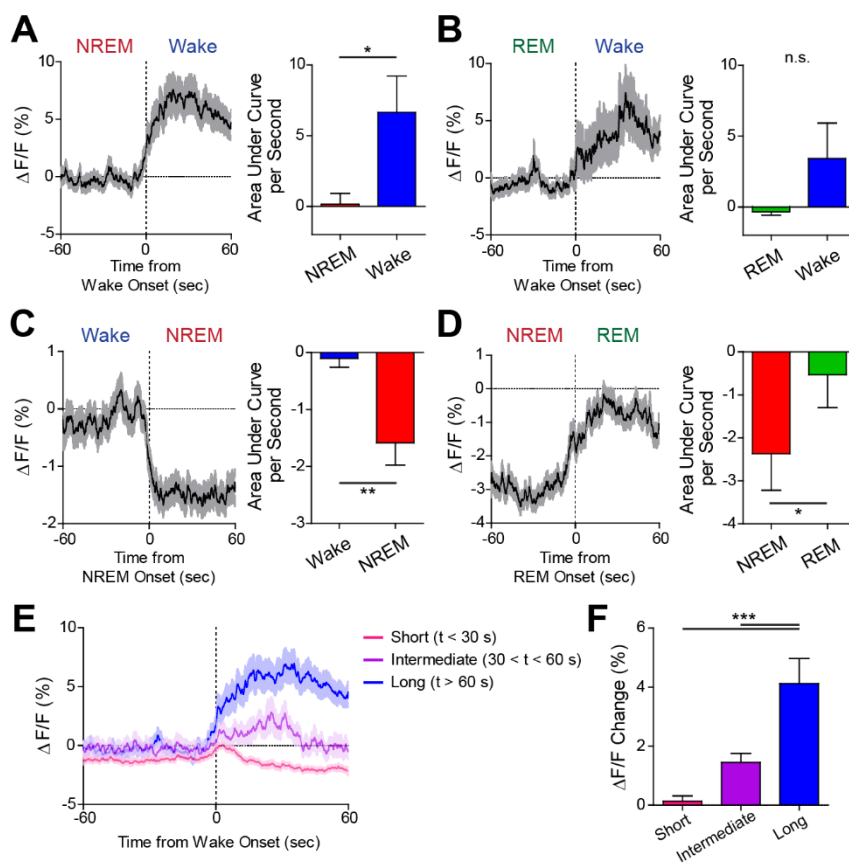 A
NREM Wake
ΔF/F (%)
10
5
0
-5
-60 0 60
Time from
Wake Onset (sec)
Area Under Curve
per Second
10
5
0
*
NREM Wake
B
REM Wake
ΔF/F (%)
10
5
0
-5
-60 0 60
Time from
Wake Onset (sec)
Area Under Curve
per Second
10
5
0
n.s.
REM Wake
C
Wake NREM
ΔF/F (%)
1
0
-1
-2
-60 0 60
Time from
NREM Onset (sec)
Area Under Curve
per Second
0
-1
-2
-3
**
Wake NREM
D
NREM REM
ΔF/F (%)
1
0
-1
-2
-3
-4
-60 0 60
Time from
REM Onset (sec)
Area Under Curve
per Second
0
-1
-2
-3
-4
*
NREM REM
E
ΔF/F (%)
10
5
0
-5
-60 0 60
Time from Wake Onset (sec)
Short (t < 30 s)
Intermediate (30 < t < 60 s)
Long (t > 60 s)
F
ΔF/F Change (%)
6
4
2
0
***
Short Intermediate Long